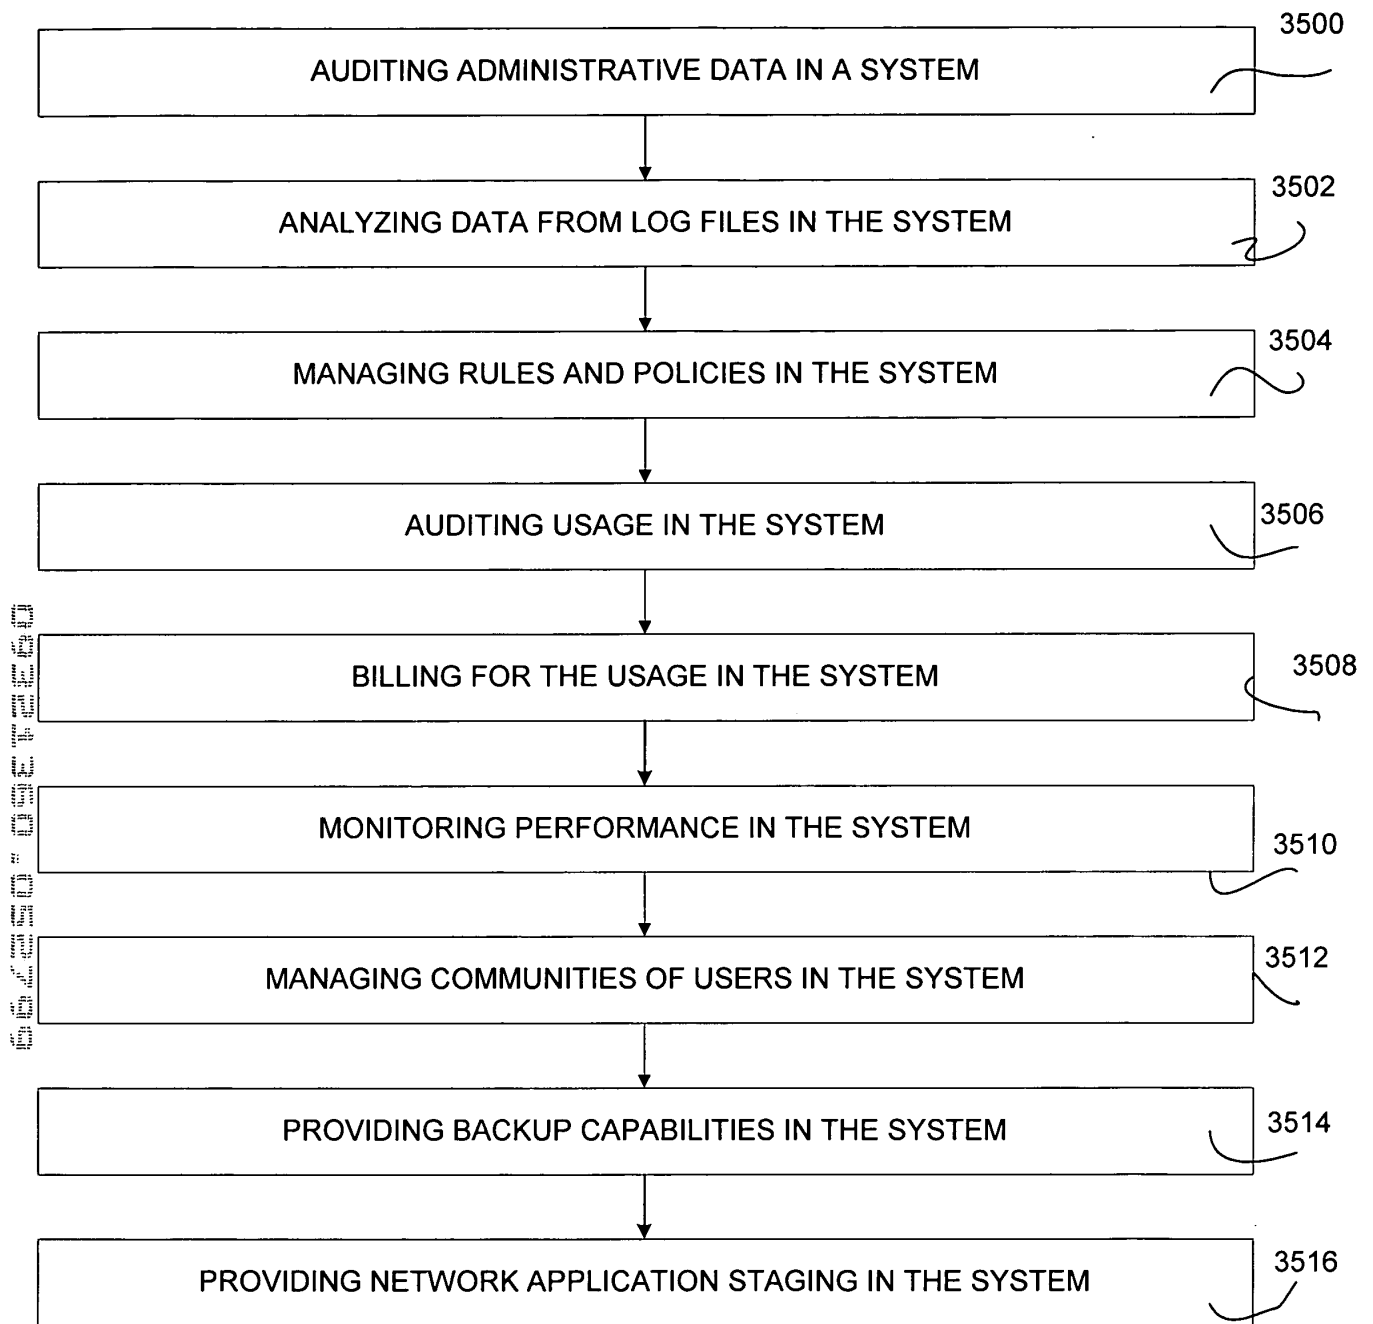 3500
AUDITING ADMINISTRATIVE DATA IN A SYSTEM
3502
ANALYZING DATA FROM LOG FILES IN THE SYSTEM
3504
MANAGING RULES AND POLICIES IN THE SYSTEM
3506
AUDITING USAGE IN THE SYSTEM
3508
BILLING FOR THE USAGE IN THE SYSTEM
MONITORING PERFORMANCE IN THE SYSTEM
3510
3512
MANAGING COMMUNITIES OF USERS IN THE SYSTEM
3514
PROVIDING BACKUP CAPABILITIES IN THE SYSTEM
3516
PROVIDING NETWORK APPLICATION STAGING IN THE SYSTEM